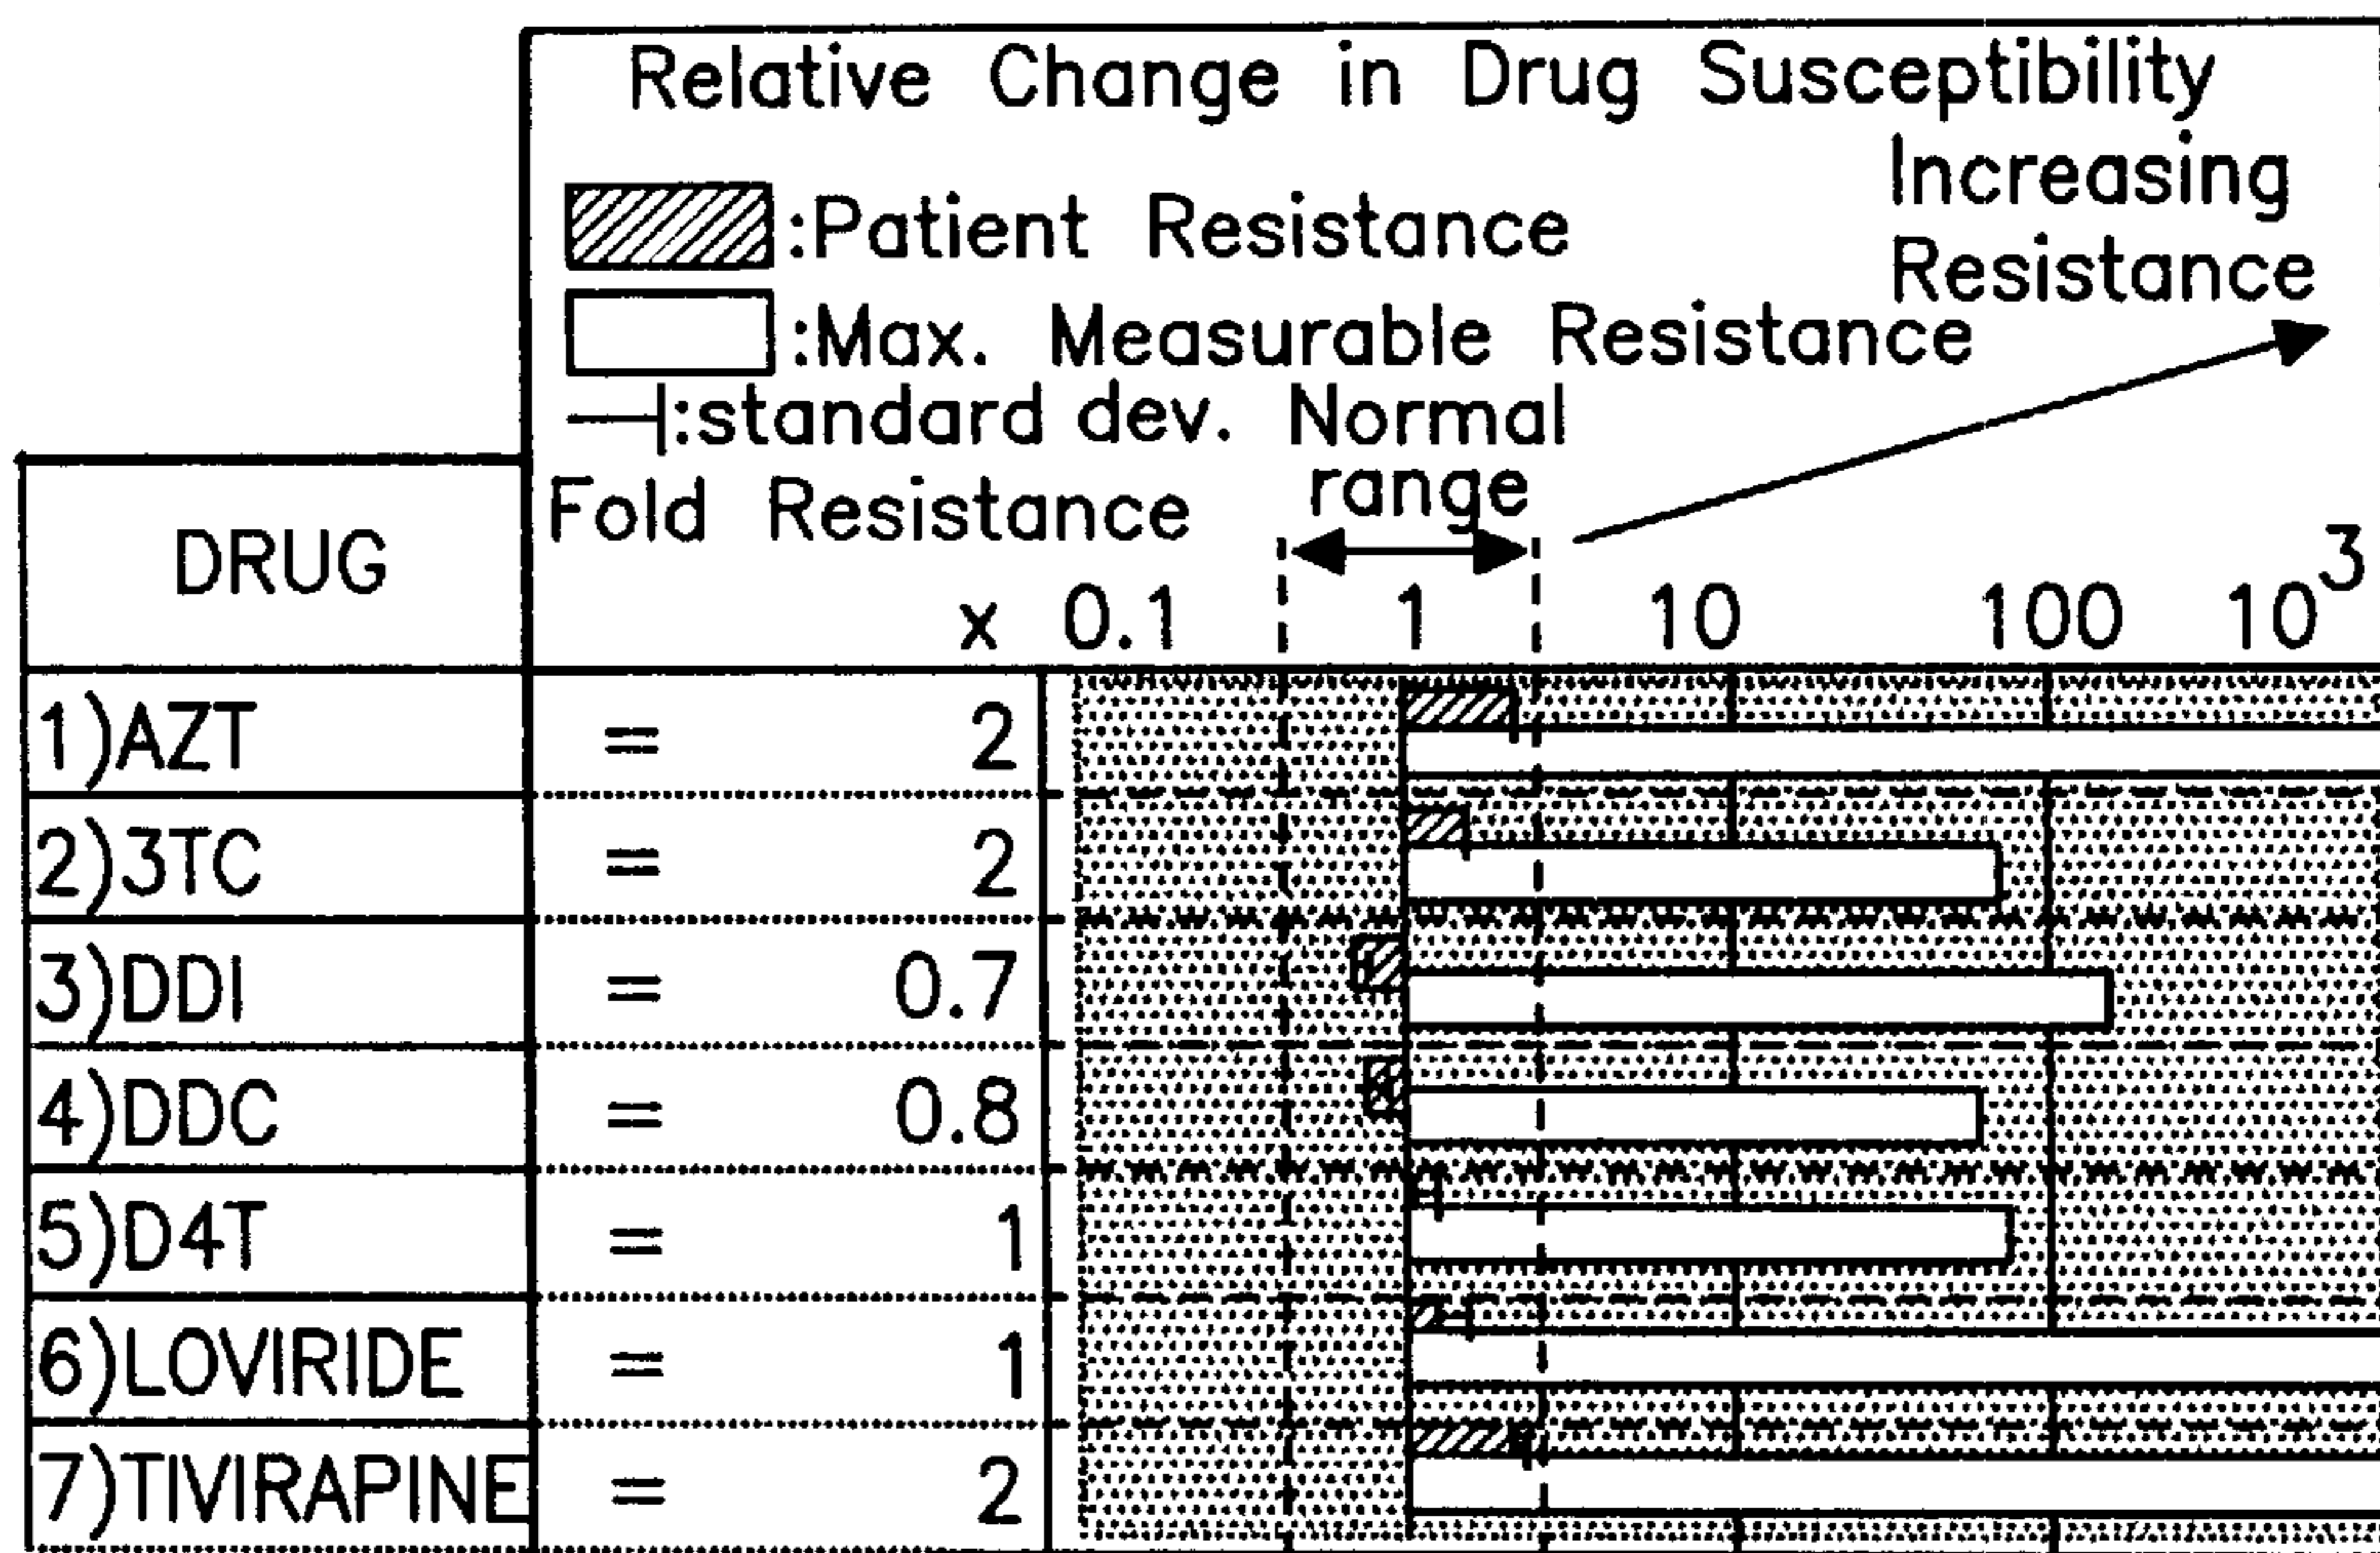 Relative Change in Drug Susceptibility
Increasing
Resistance
:Patient Resistance
:Max. Measurable Resistance
:standard dev. Normal
range
Fold Resistance
DRUG
x 0.1 1 10 100 10³
1)AZT = 2
2)3TC = 2
3)DDI = 0.7
4)DDC = 0.8
5)D4T = 1
6)LOVIRIDE = 1
7)TIVIRAPINE = 2